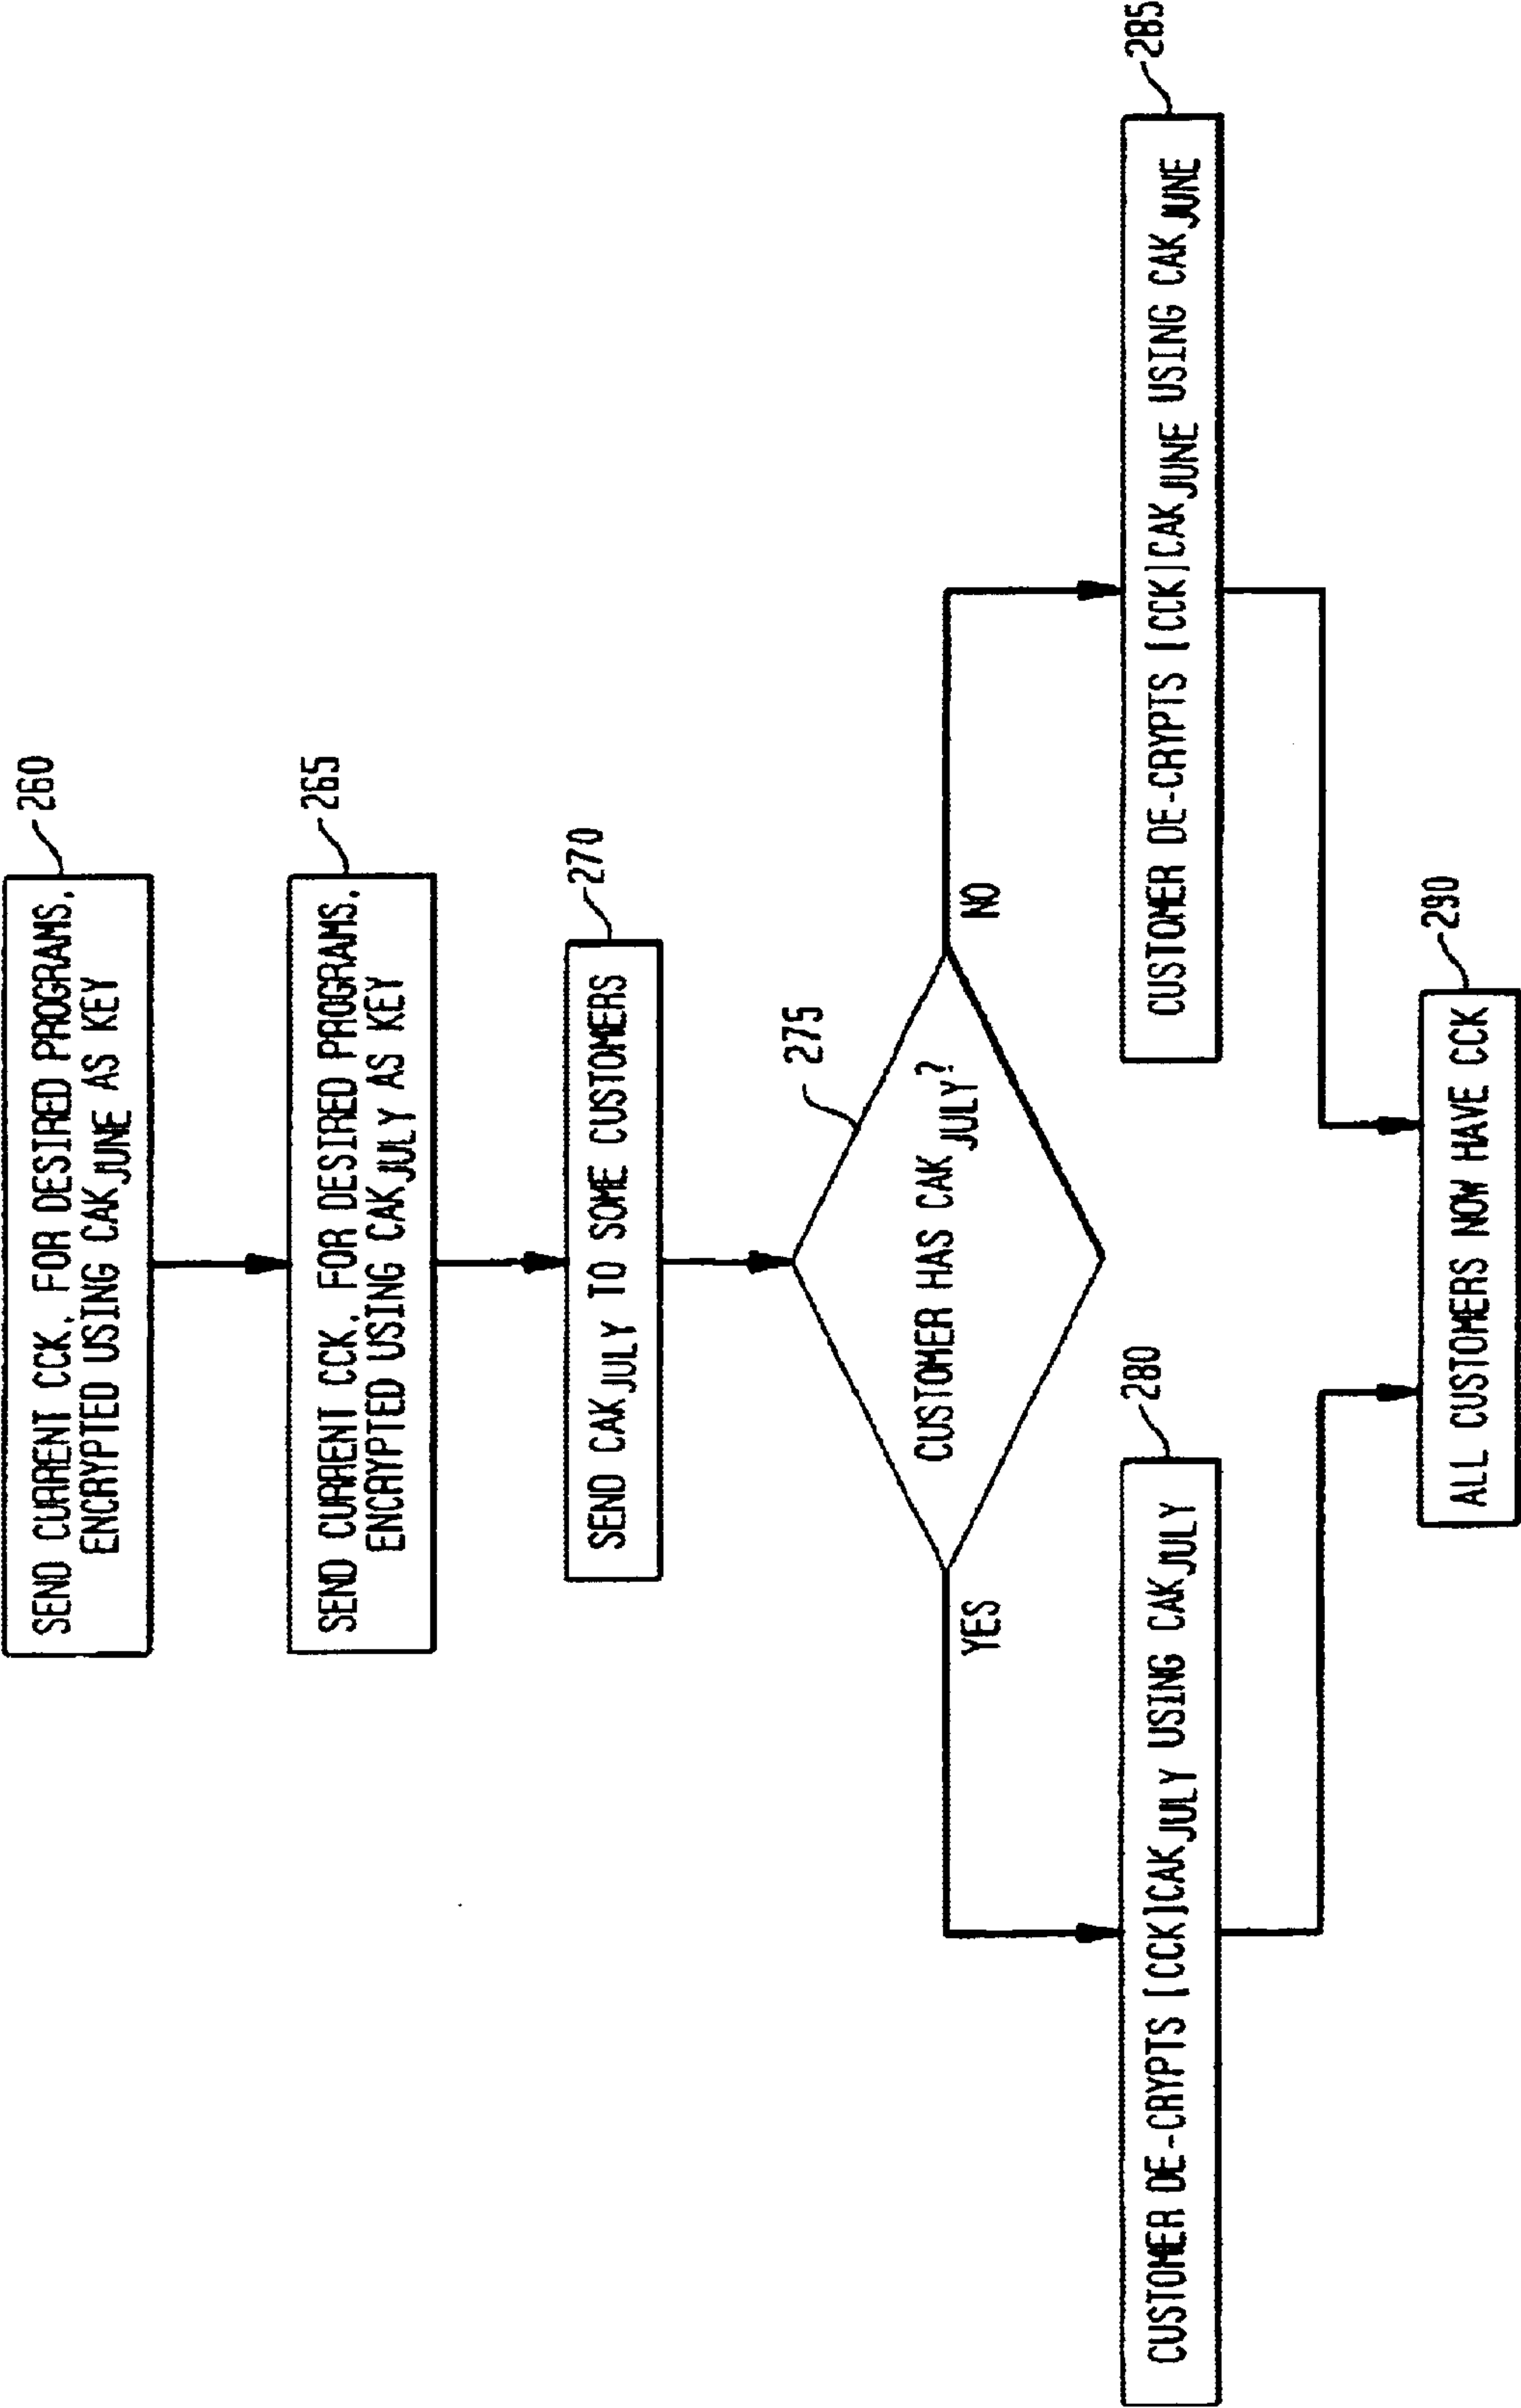 260
SEND CURRENT CCK, FOR DESIRED PROGRAMS,
ENCRYPTED USING CAKJUNE AS KEY
265
SEND CURRENT CCK, FOR DESIRED PROGRAMS,
ENCRYPTED USING CAKJULY AS KEY
270
SEND CAKJULY TO SOME CUSTOMERS
275
CUSTOMER HAS CAKJULY?
YES
NO
280
CUSTOMER DE-CRYPTS [CCK]CAKJULY USING CAKJULY
285
CUSTOMER DE-CRYPTS [CCK]CAKJUNE USING CAKJUNE
290
ALL CUSTOMERS NOW HAVE CCK